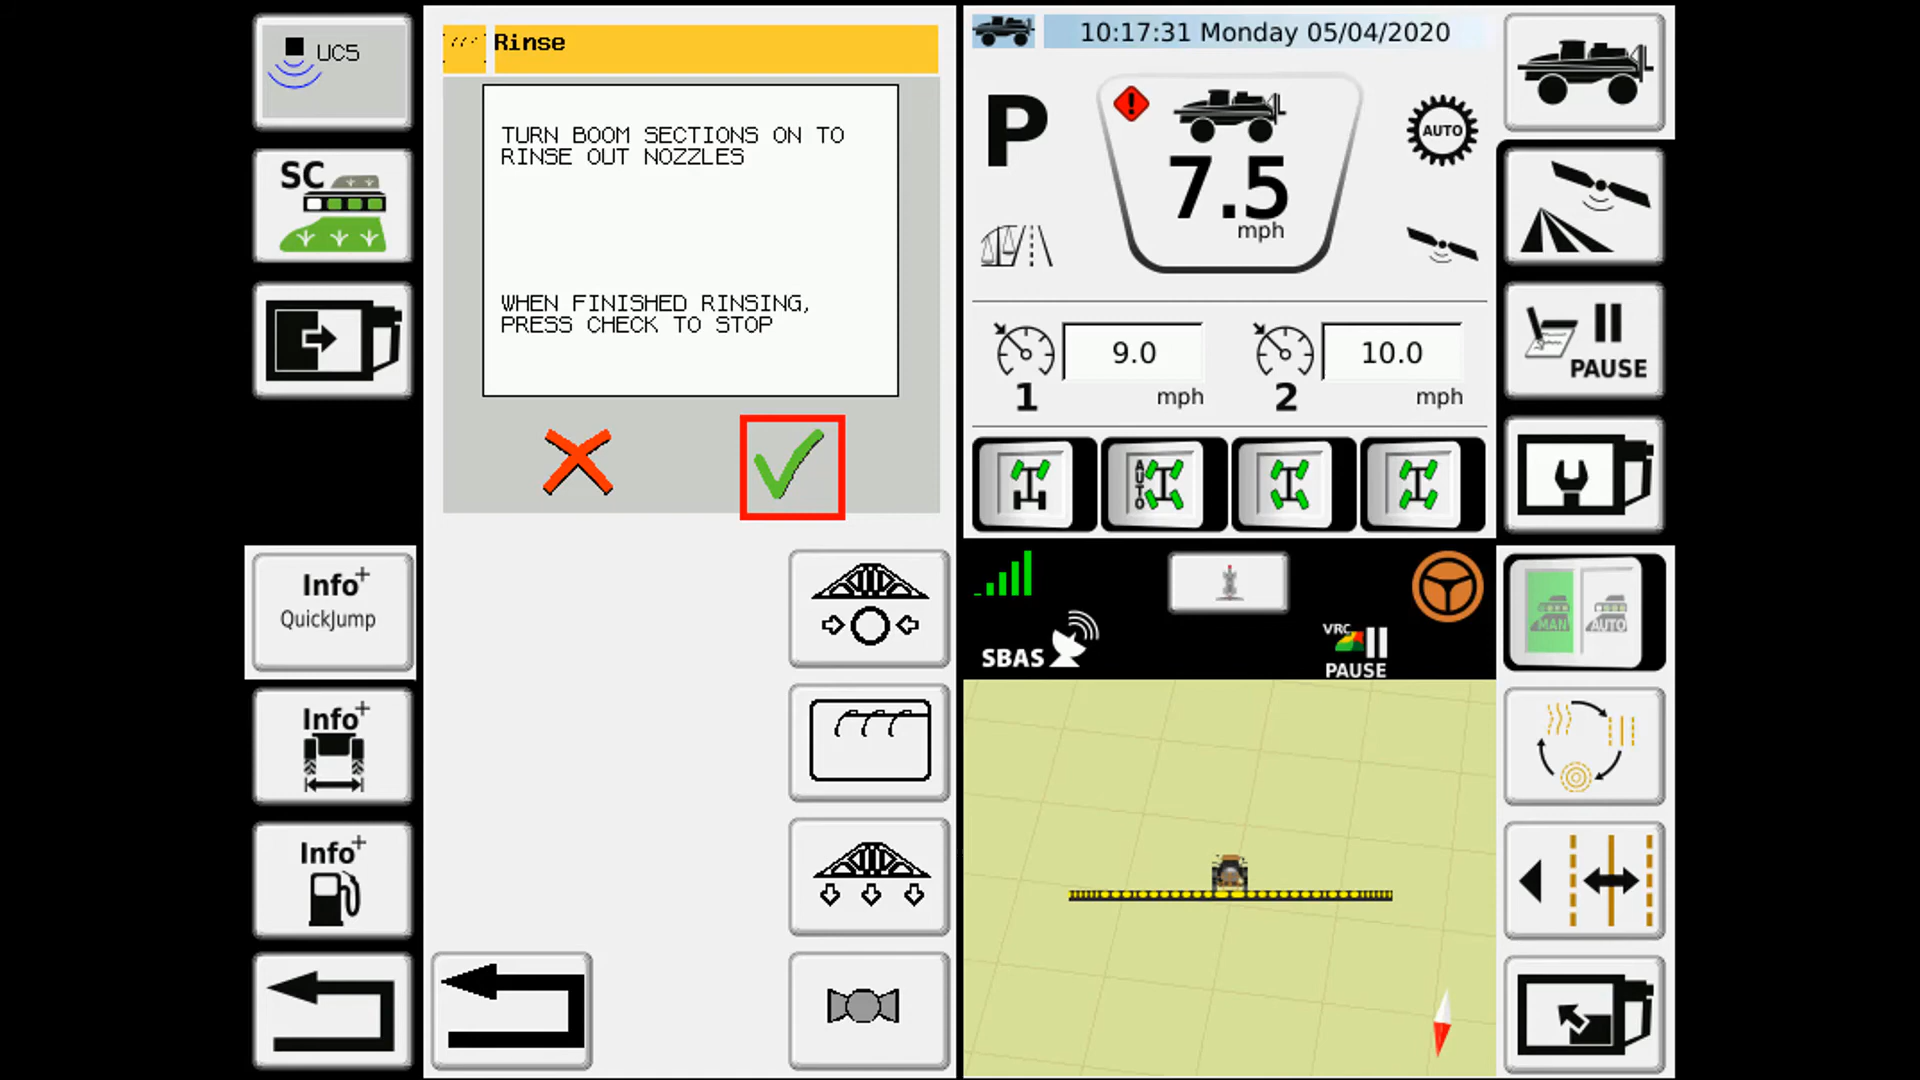 UC5
SC
Rinse
TURN BOOM SECTIONS ON TO
RINSE OUT NOZZLES
WHEN FINISHED RINSING,
PRESS CHECK TO STOP
Info+
QuickJump
Info+
Info+
10:17:31 Monday 05/04/2020
P
7.5
mph
AUTO
1
9.0
mph
2
10.0
mph
AUTO
SBAS
VRC
PAUSE
PAUSE
MAN
AUTO